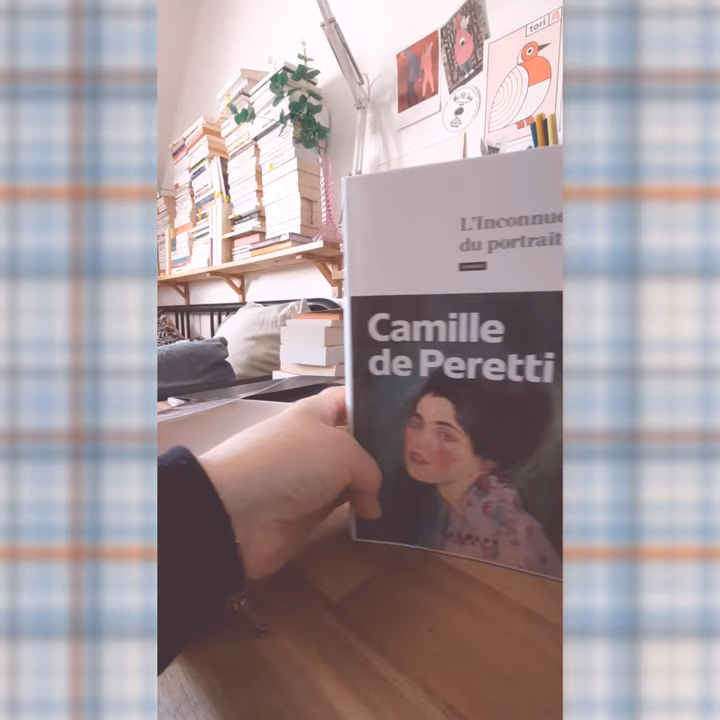 tori
L'Inconnue
du portrait
Camille
de Peretti